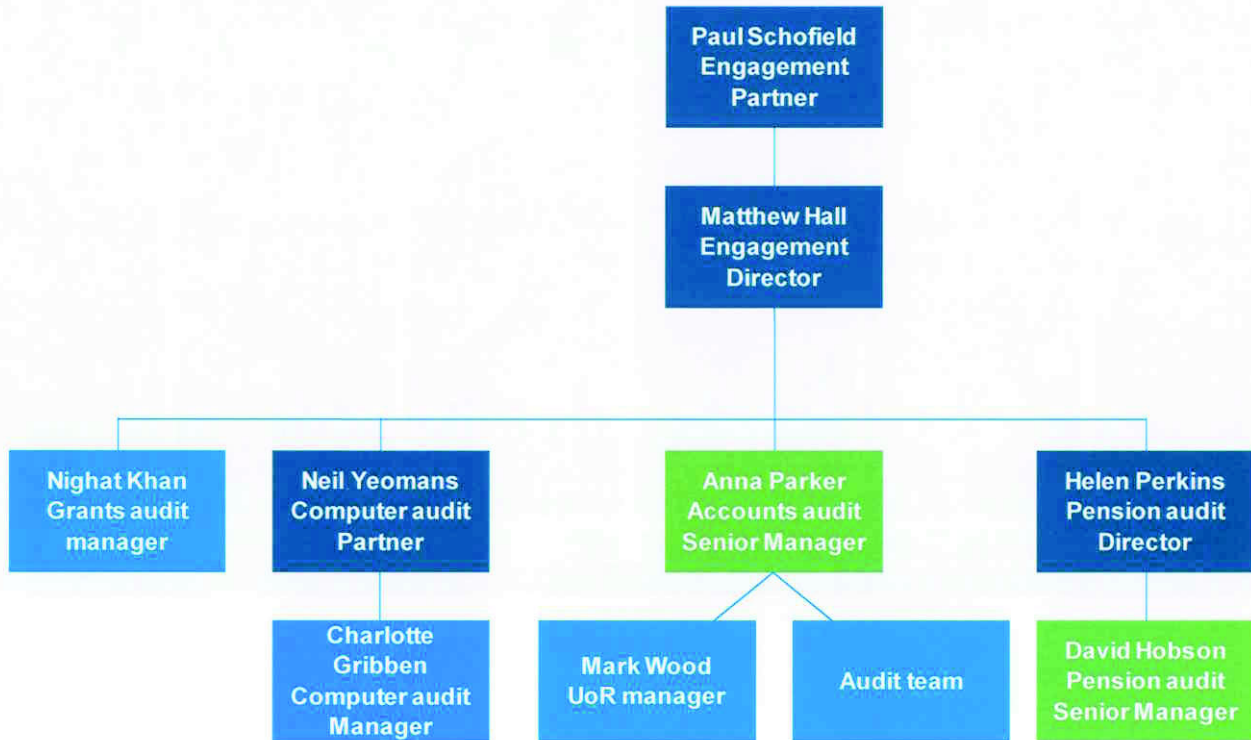 Paul Schofield
Engagement
Partner
Matthew Hall
Engagement
Director
Nighat Khan
Grants audit
manager
Neil Yeomans
Computer audit
Partner
Anna Parker
Accounts audit
Senior Manager
Helen Perkins
Pension audit
Director
Charlotte
Gribben
Computer audit
Manager
Mark Wood
UoR manager
Audit team
David Hobson
Pension audit
Senior Manager